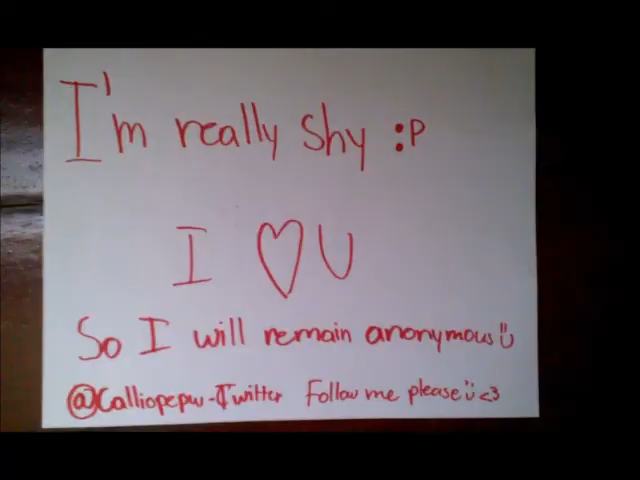 I'm really shy :P
I ♡ U
So I will remain anonymous Ü
@Calliopepw-Twitter Follow me please Ü <3